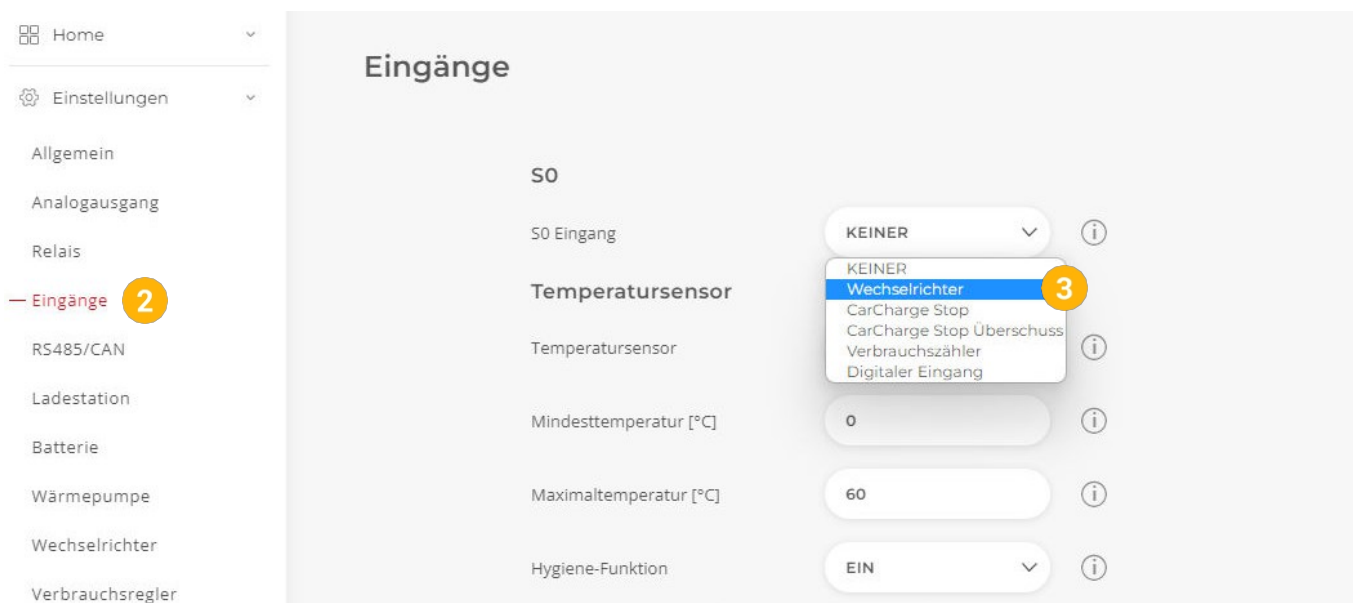 Home
Einstellungen
Allgemein
Analogausgang
Relais
Eingänge 2
RS485/CAN
Ladestation
Batterie
Wärmepumpe
Wechselrichter
Verbrauchsregler
Eingänge
S0
S0 Eingang KEINER
KEINER
Wechselrichter 3
CarCharge Stop
CarCharge Stop Überschuss
Verbrauchszähler
Digitaler Eingang
Temperatursensor
Temperatursensor
Mindesttemperatur [°C] 0
Maximaltemperatur [°C] 60
Hygiene-Funktion EIN